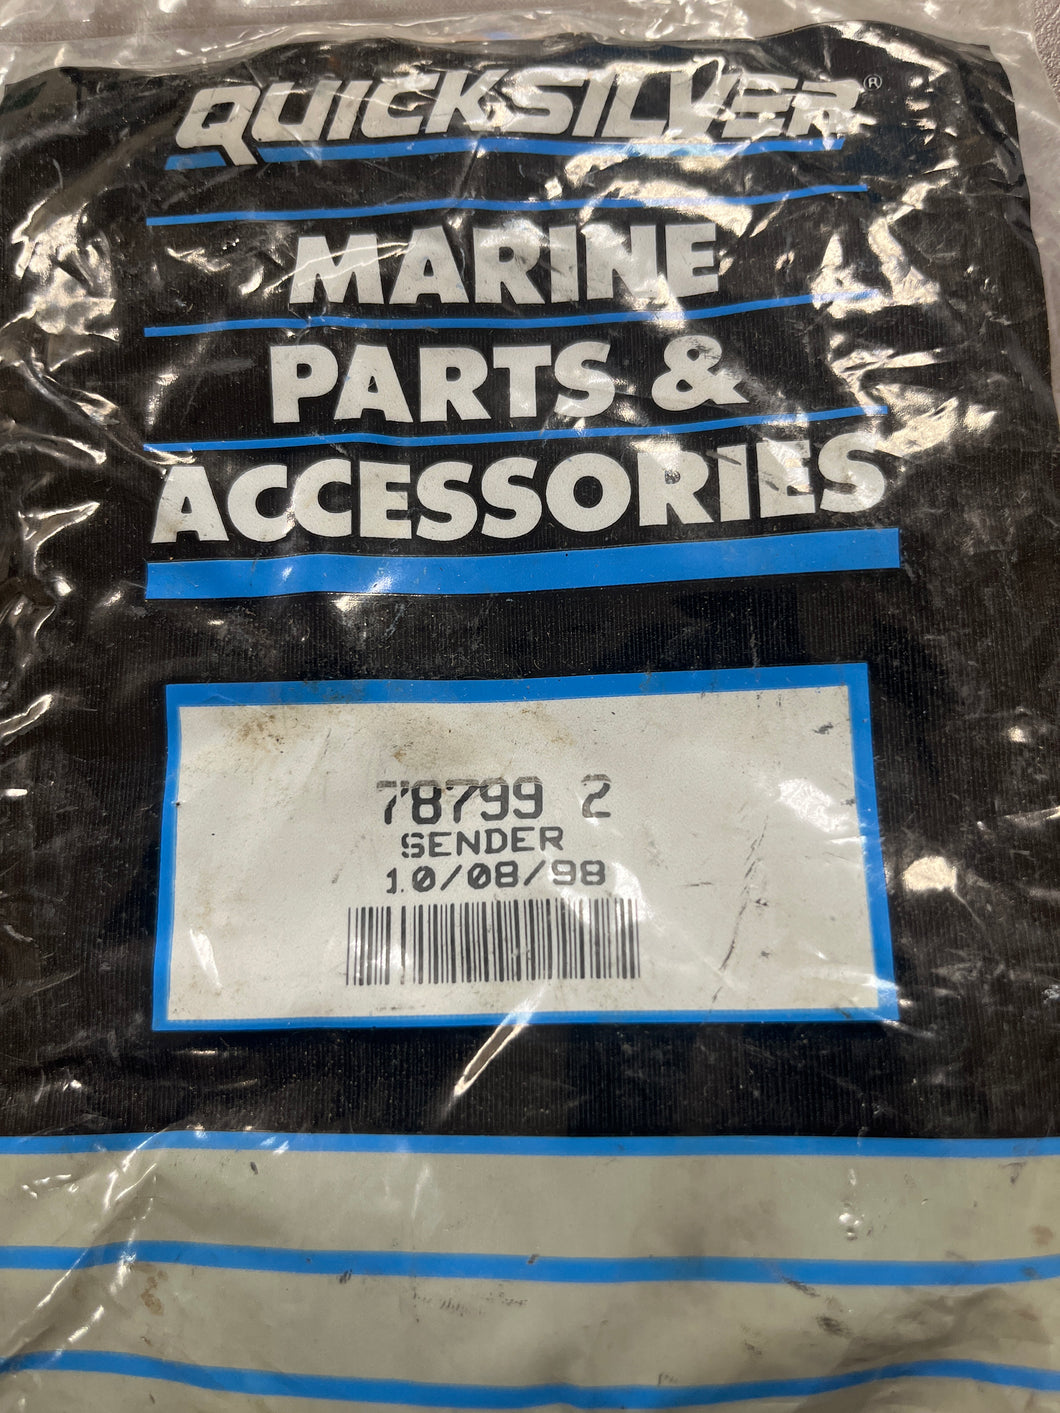 QUICKSILVER®
MARINE
PARTS &
ACCESSORIES
78799 2
SENDER
10/08/98